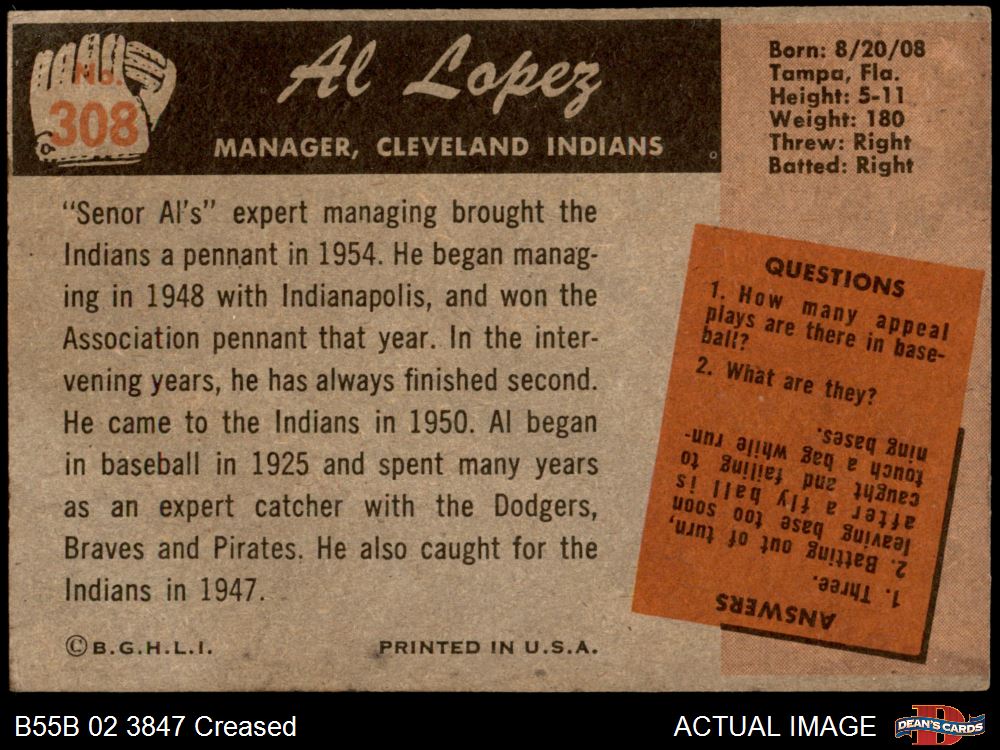 No.
308
Al Lopez
MANAGER, CLEVELAND INDIANS
Born: 8/20/08
Tampa, Fla.
Height: 5-11
Weight: 180
Threw: Right
Batted: Right
"Senor Al's" expert managing brought the
Indians a pennant in 1954. He began manag-
ing in 1948 with Indianapolis, and won the
Association pennant that year. In the inter-
vening years, he has always finished second.
He came to the Indians in 1950. Al began
in baseball in 1925 and spent many years
as an expert catcher with the Dodgers,
Braves and Pirates. He also caught for the
Indians in 1947.
©B.G.H.L.I.
PRINTED IN U.S.A.
QUESTIONS
1. How many appeal
plays are there in base-
ball?
2. What are they?
ANSWERS
1. Three.
2. Batting out of turn,
leaving base too soon
after a fly ball is
caught and failing to
touch a bag while run-
ning bases.
B55B 02 3847 Creased
ACTUAL IMAGE
D
DEAN'S CARDS